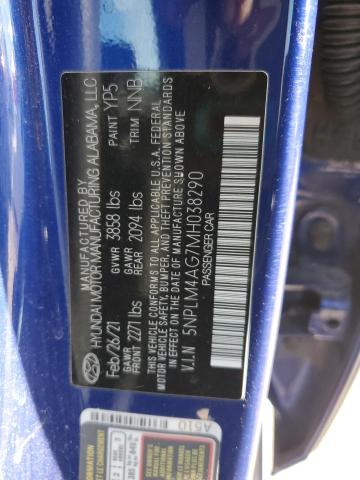 MANUFACTURED BY
HYUNDAI MOTOR MANUFACTURING ALABAMA, LLC
Feb/26/21 GVWR 3858 lbs PAINT YP5
GAWR FRONT 2271 lbs GAWR REAR 2094 lbs TRIM NNB
THIS VEHICLE CONFORMS TO ALL APPLICABLE U.S.A. FEDERAL
MOTOR VEHICLE SAFETY, BUMPER, AND THEFT PREVENTION STANDARDS
IN EFFECT ON THE DATE OF MANUFACTURE SHOWN ABOVE.
V.I.N 5NPLM4AG7MH038290
PASSENGER CAR
A510